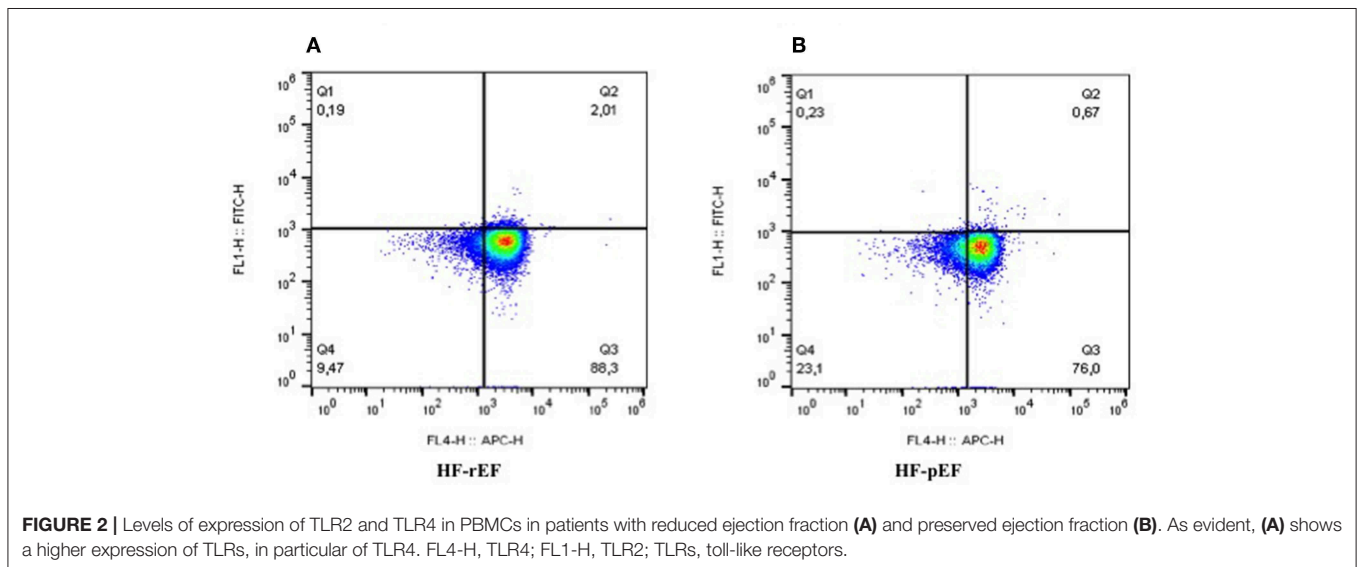 A
B
10^6
Q1
0,19
Q2
2,01
10^5
10^4
10^3
10^2
10^1
Q4
9,47
Q3
88,3
10^0
10^0 10^1 10^2 10^3 10^4 10^5 10^6
FL1-H :: FITC-H
FL4-H :: APC-H
HF-rEF
10^6
Q1
0,23
Q2
0,67
10^5
10^4
10^3
10^2
10^1
Q4
23,1
Q3
76,0
10^0
10^0 10^1 10^2 10^3 10^4 10^5 10^6
FL1-H :: FITC-H
FL4-H :: APC-H
HF-pEF
FIGURE 2 | Levels of expression of TLR2 and TLR4 in PBMCs in patients with reduced ejection fraction (A) and preserved ejection fraction (B). As evident, (A) shows
a higher expression of TLRs, in particular of TLR4. FL4-H, TLR4; FL1-H, TLR2; TLRs, toll-like receptors.